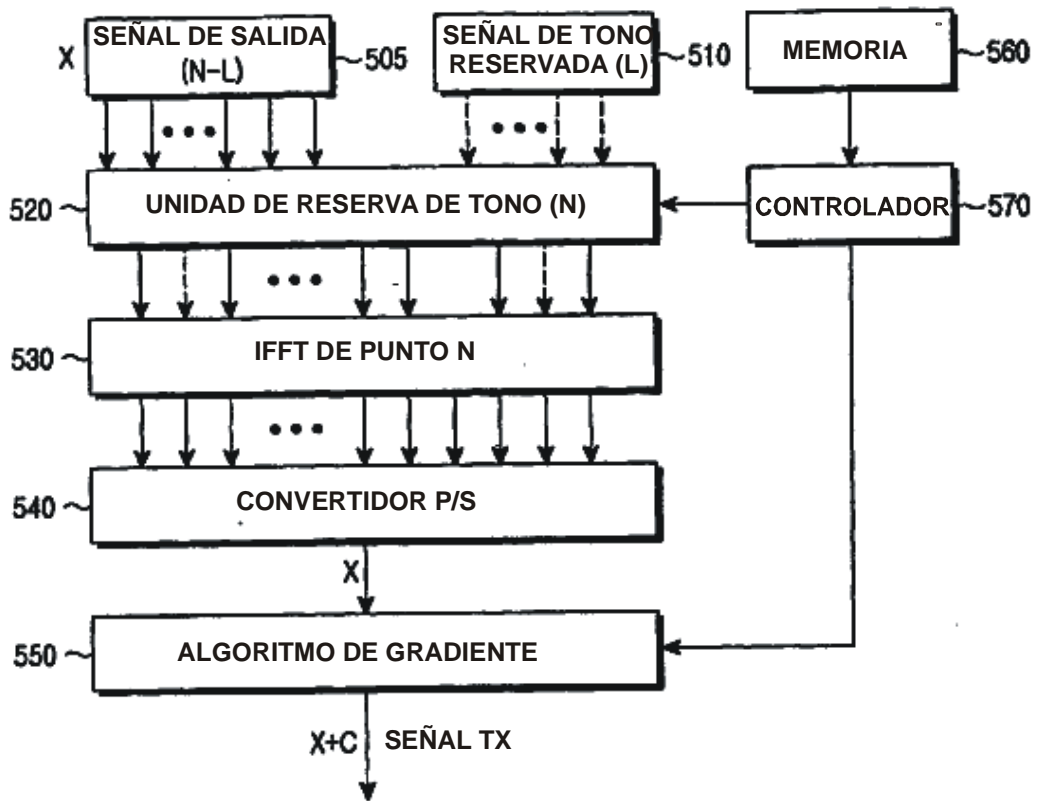 X
SEÑAL DE SALIDA
(N-L)
505
SEÑAL DE TONO
RESERVADA (L)
510
MEMORIA
560
520
UNIDAD DE RESERVA DE TONO (N)
CONTROLADOR
570
530
IFFT DE PUNTO N
540
CONVERTIDOR P/S
X
550
ALGORITMO DE GRADIENTE
X+C
SEÑAL TX